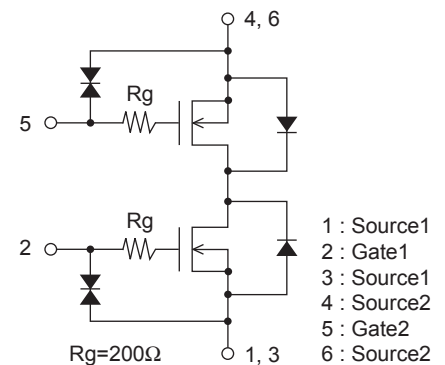 4, 6
Rg
5
Rg
2
1 : Source1
2 : Gate1
3 : Source1
4 : Source2
5 : Gate2
6 : Source2
Rg=200Ω
1, 3